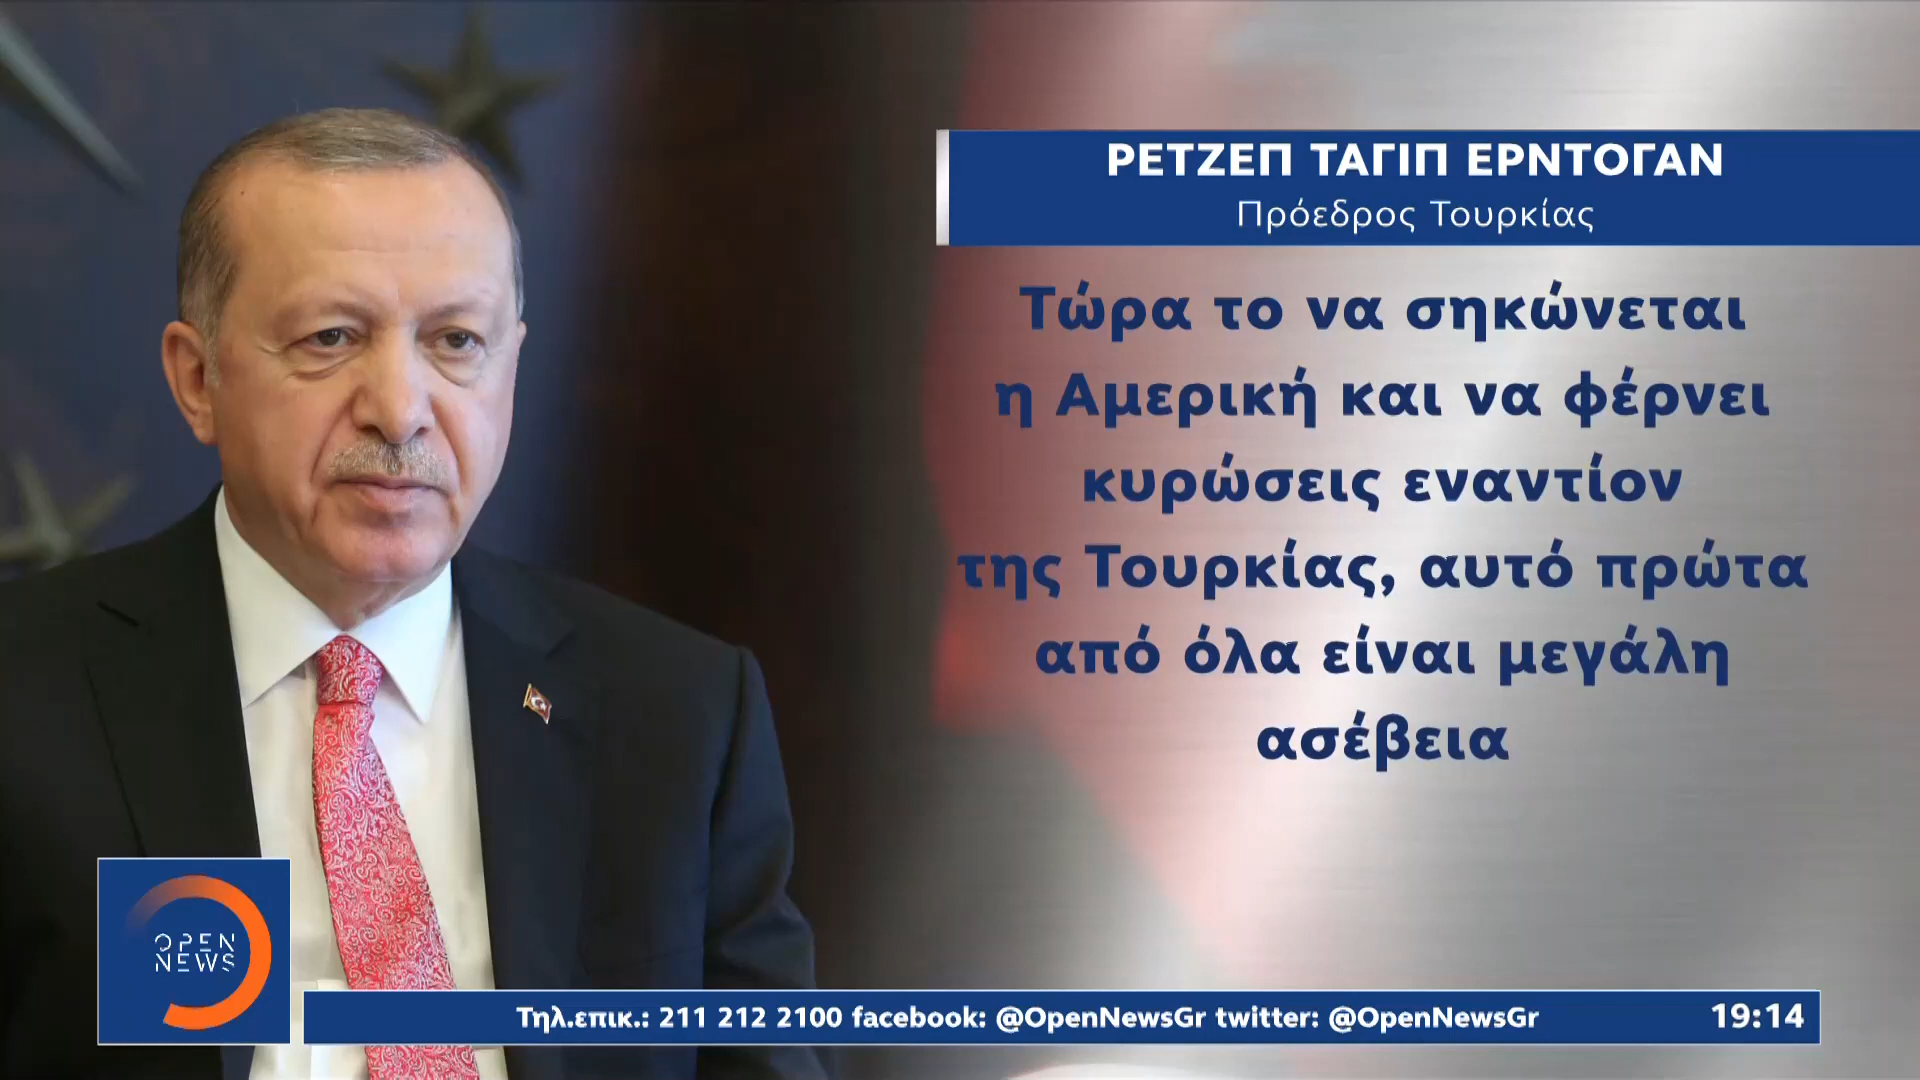 ΡΕΤΖΕΠ ΤΑΓΙΠ ΕΡΝΤΟΓΑΝ
Πρόεδρος Τουρκίας
Τώρα το να σηκώνεται
η Αμερική και να φέρνει
κυρώσεις εναντίον
της Τουρκίας, αυτό πρώτα
από όλα είναι μεγάλη
ασέβεια
OPEN
NEWS
Τηλ.επικ.: 211 212 2100 facebook: @OpenNewsGr twitter: @OpenNewsGr
19:14